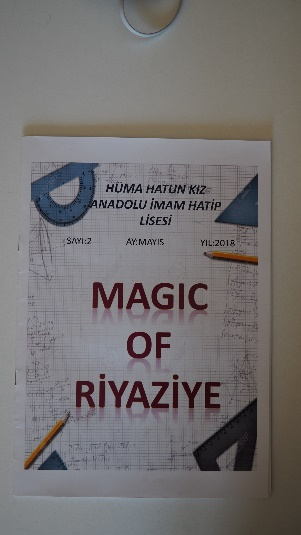 HÜMA HATUN KIZ
ANADOLU İMAM HATİP
LİSESİ
SAYI:2 AY:MAYIS YIL:2018
MAGIC
OF
RİYAZİYE